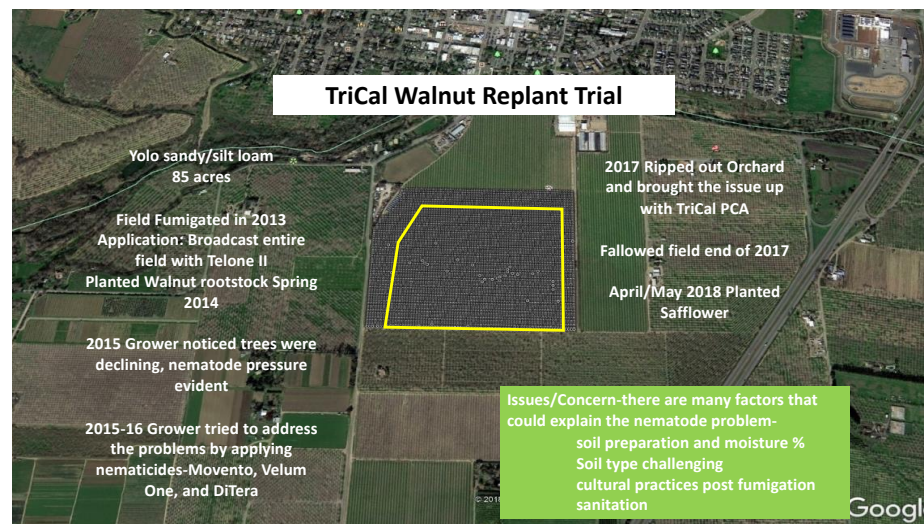 TriCal Walnut Replant Trial
Yolo sandy/silt loam
85 acres
Field Fumigated in 2013
Application: Broadcast entire
field with Telone II
Planted Walnut rootstock Spring
2014
2015 Grower noticed trees were
declining, nematode pressure
evident
2015-16 Grower tried to address
the problems by applying
nematicides-Movento, Velum
One, and DiTera
2017 Ripped out Orchard
and brought the issue up
with TriCal PCA
Fallowed field end of 2017
April/May 2018 Planted
Safflower
Issues/Concern-there are many factors that
could explain the nematode problem-
soil preparation and moisture %
Soil type challenging
cultural practices post fumigation
sanitation
© 2018
Googl